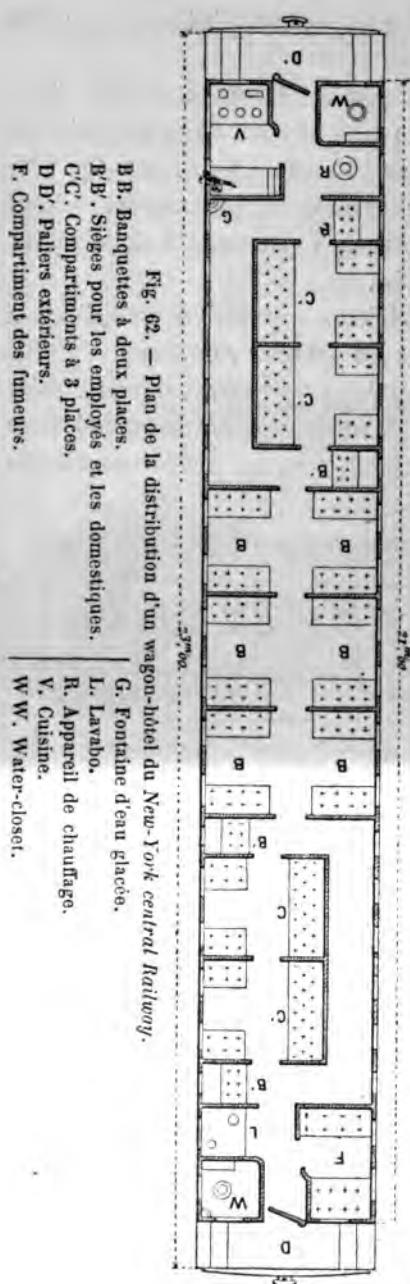 21ᵐ00
D'
W
R
V
G
B'
C'
C'
B'
B B
B B
B B
B'
C
C'
B'
L
F
W
D
23ᵐ00
Fig. 62. — Plan de la distribution d'un wagon-hôtel du New-York central Railway.
B B. Banquettes à deux places.
B'B'. Sièges pour les employés et les domestiques.
C'C'. Compartiments à 3 places.
D D'. Paliers extérieurs.
F. Compartiment des fumeurs.
G. Fontaine d'eau glacée.
L. Lavabo.
R. Appareil de chauffage.
V. Cuisine.
W W. Water-closet.